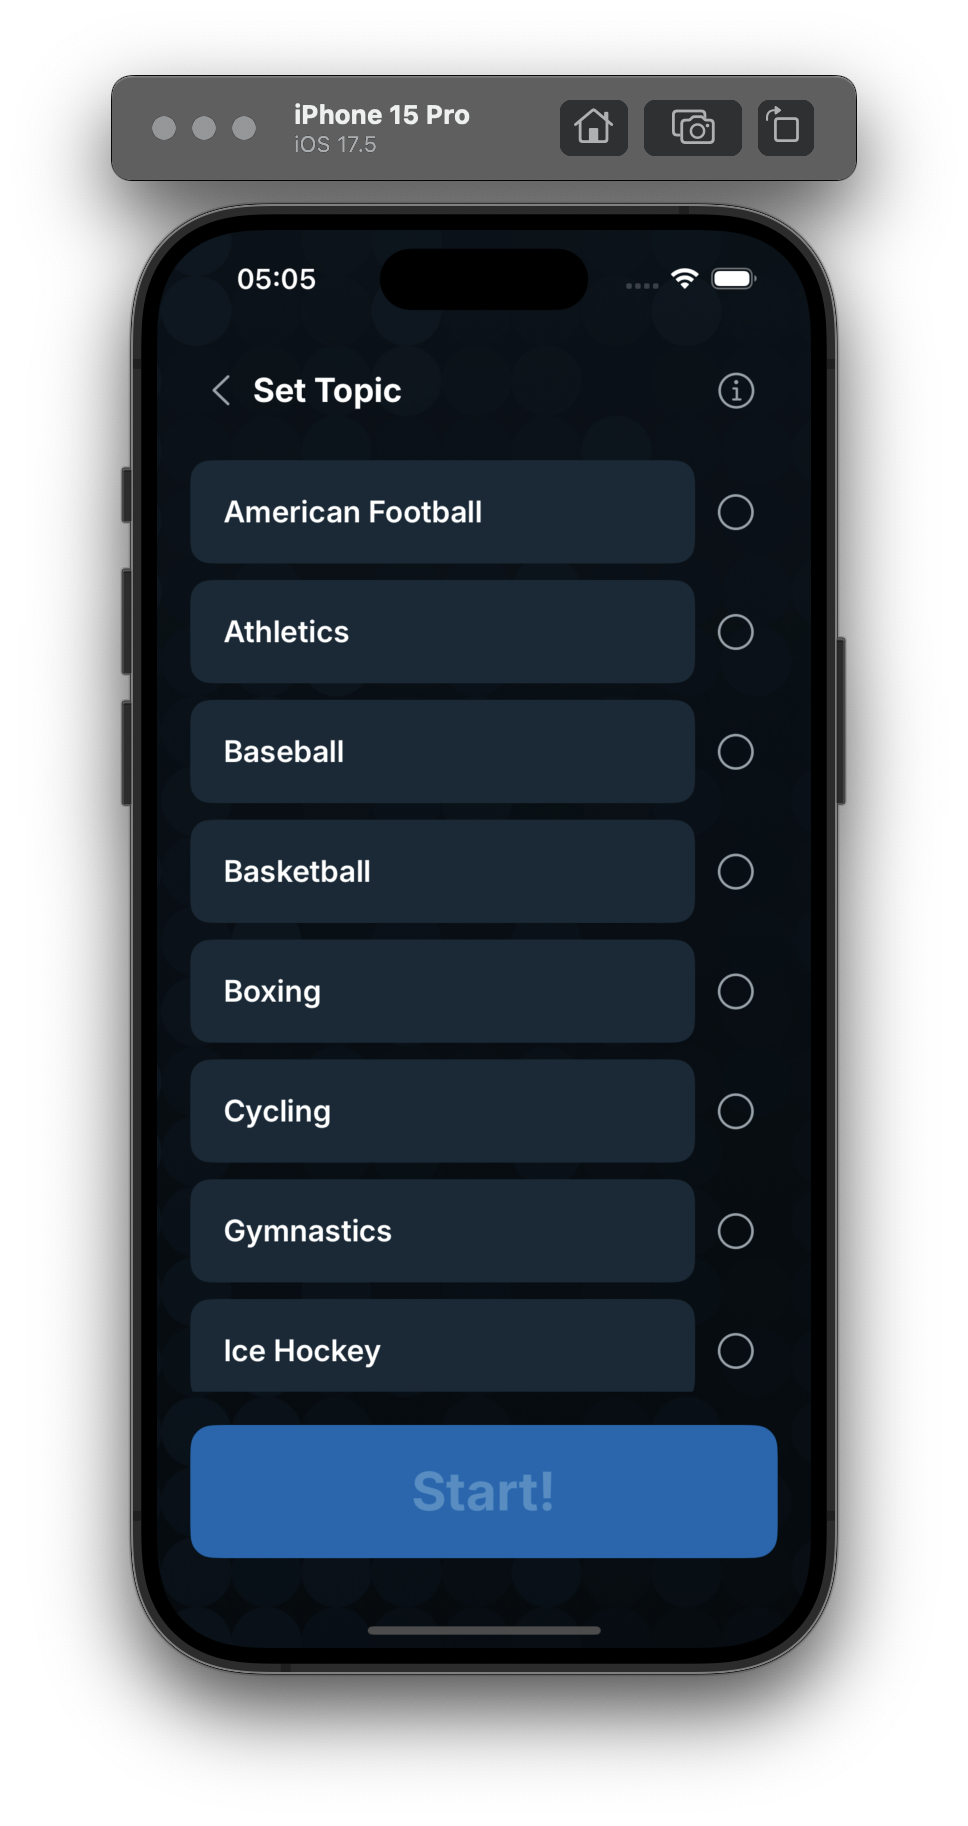 iPhone 15 Pro
iOS 17.5
05:05
Set Topic
American Football
Athletics
Baseball
Basketball
Boxing
Cycling
Gymnastics
Ice Hockey
Start!